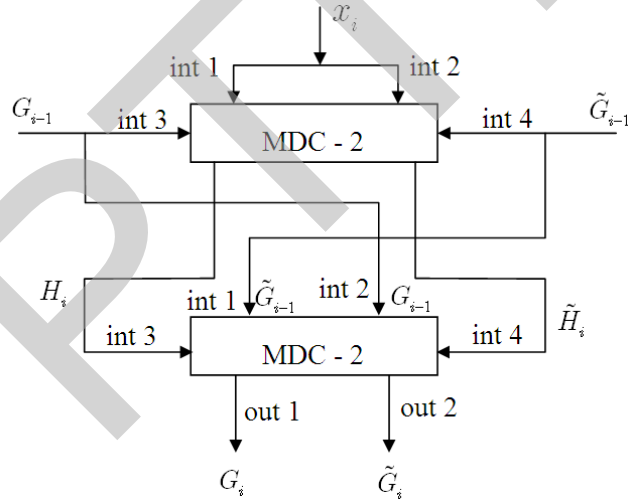 x_i
int 1 int 2
G_{i-1} int 3 int 4 G̃_{i-1}
MDC - 2
H_i int 1 G̃_{i-1} int 2 G_{i-1} H̃_i
int 3 int 4
MDC - 2
out 1 out 2
G_i G̃_i